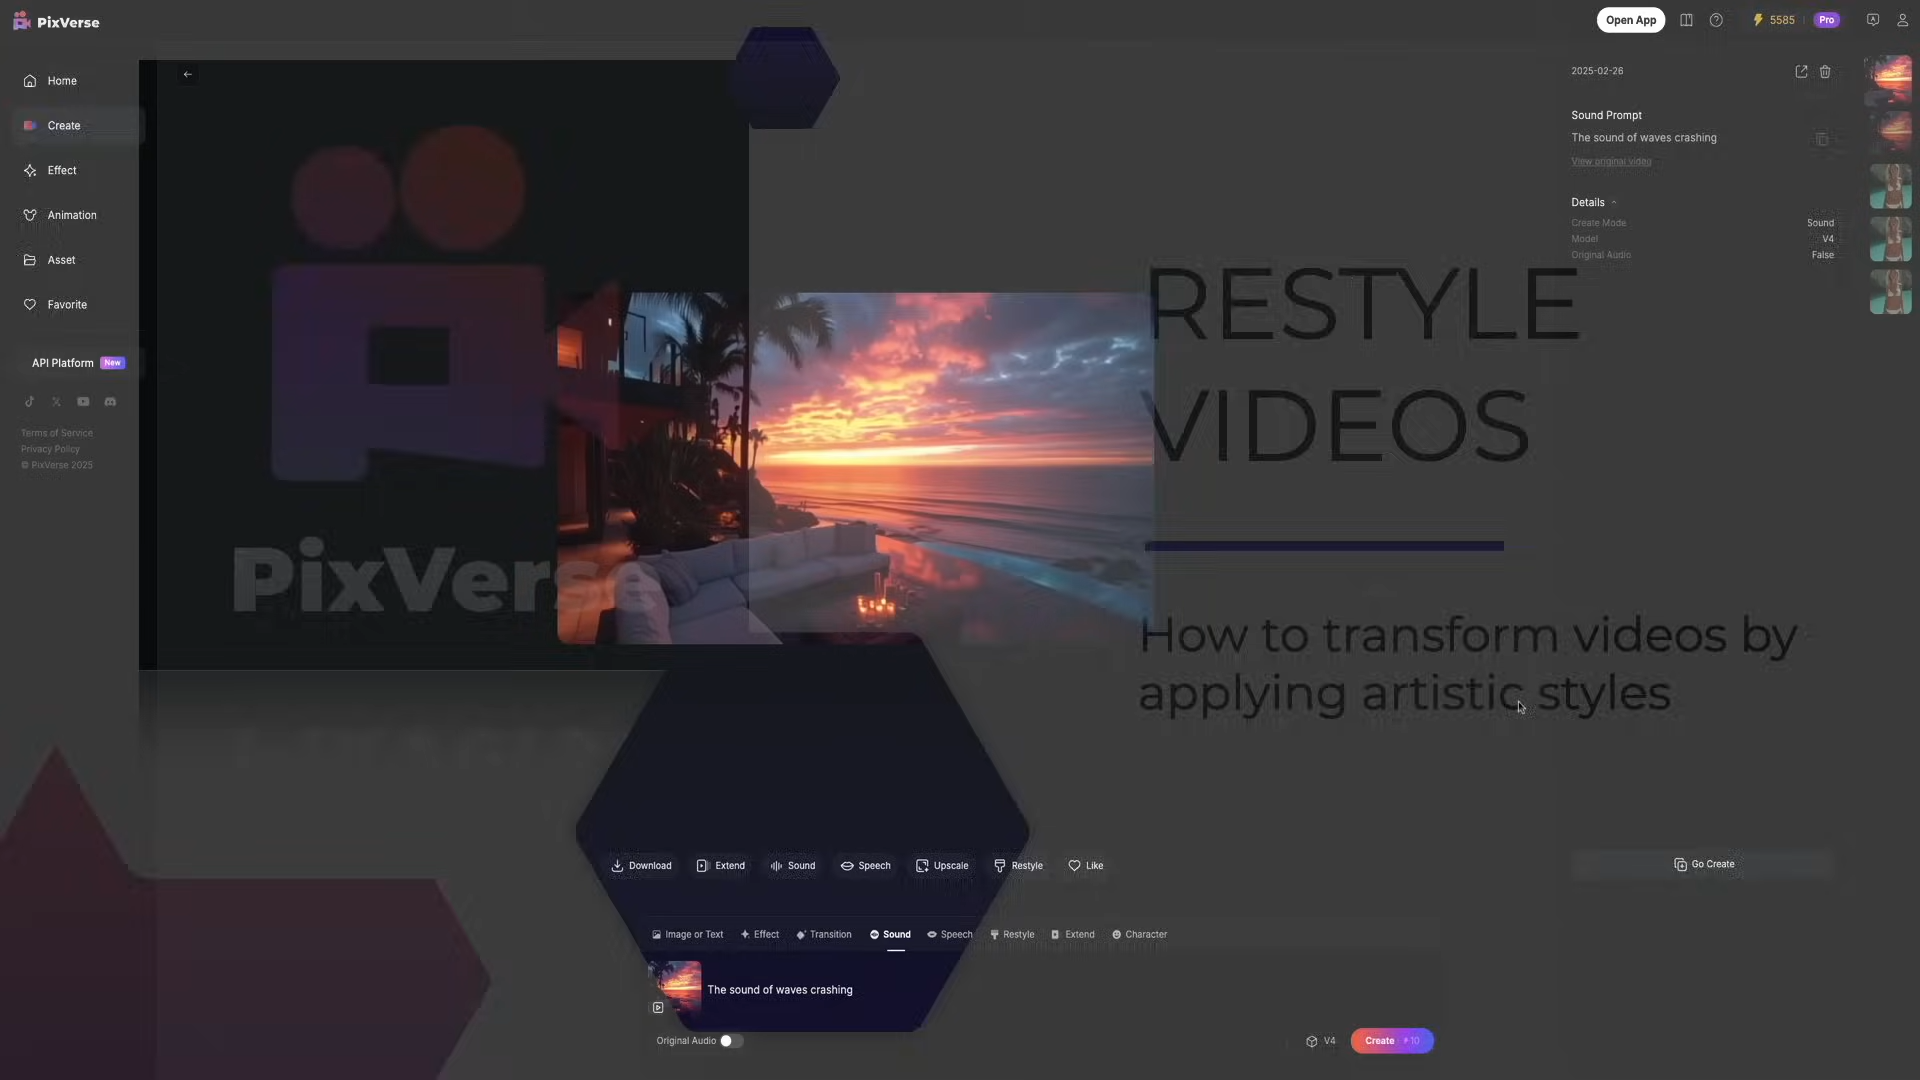 PixVerse
Open App
5585
Pro
Home
Create
Effect
Animation
Asset
Favorite
API Platform New
Terms of Service
Privacy Policy
© PixVerse 2025
PixVerse
RESTYLE
VIDEOS
How to transform videos by
applying artistic styles
2025-02-26
Sound Prompt
The sound of waves crashing
View original video
Details
Create Mode Sound
Model V4
Original Audio False
Download Extend Sound Speech Upscale Restyle Like
Go Create
Image or Text Effect Transition Sound Speech Restyle Extend Character
The sound of waves crashing
Original Audio
V4
Create 10